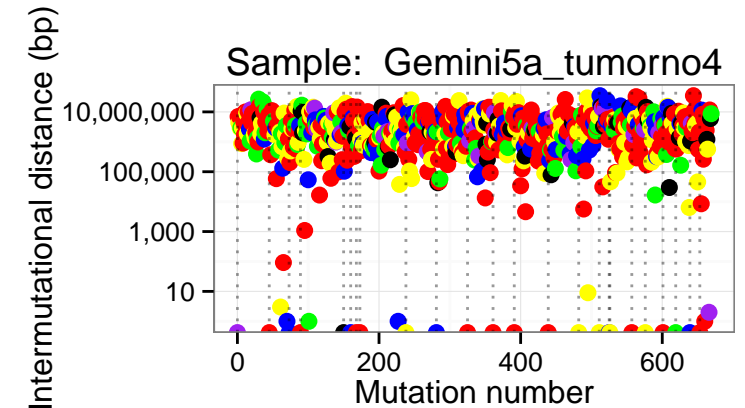 Sample:  Gemini5a_tumorno4
Intermutational distance (bp)
10,000,000
100,000
1,000
10
0 200 400 600
Mutation number